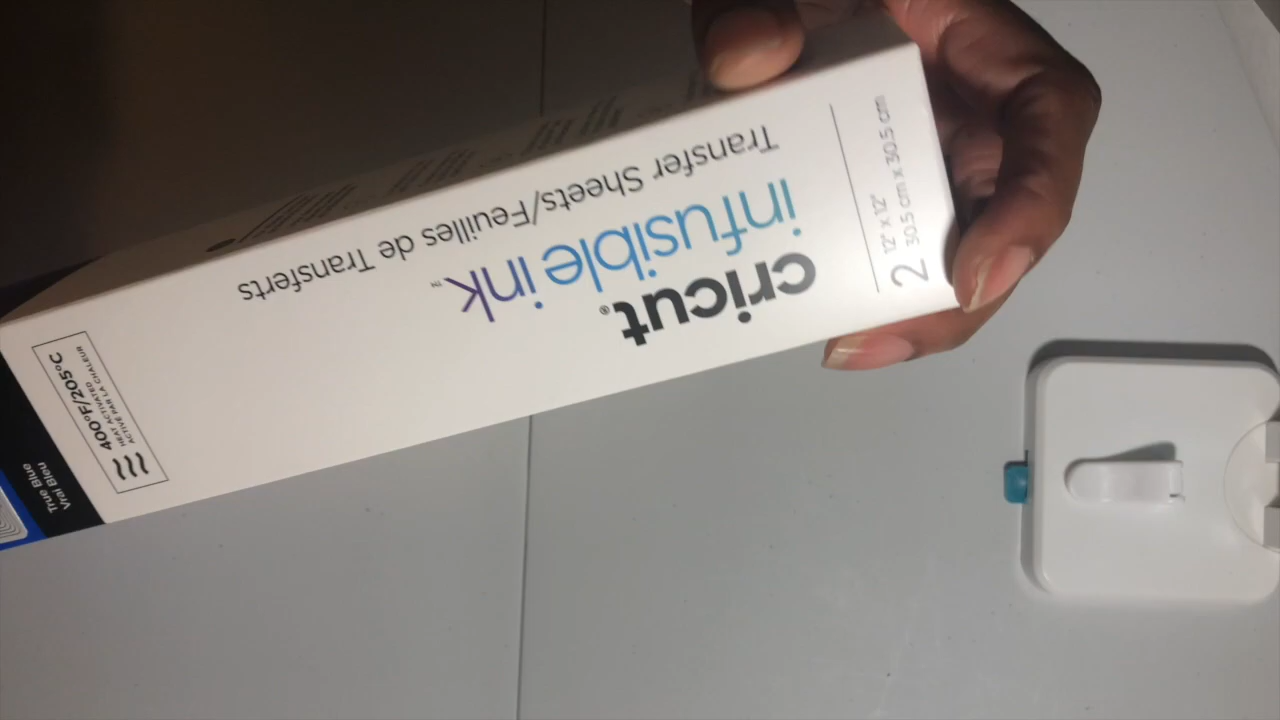 cricut®
infusible ink™
Transfer Sheets/Feuilles de Transferts
2
12" x 12"
30.5 cm x 30.5 cm
400°F/205°C
HEAT ACTIVATED
ACTIVÉ PAR LA CHALEUR
True Blue
Vrai Bleu